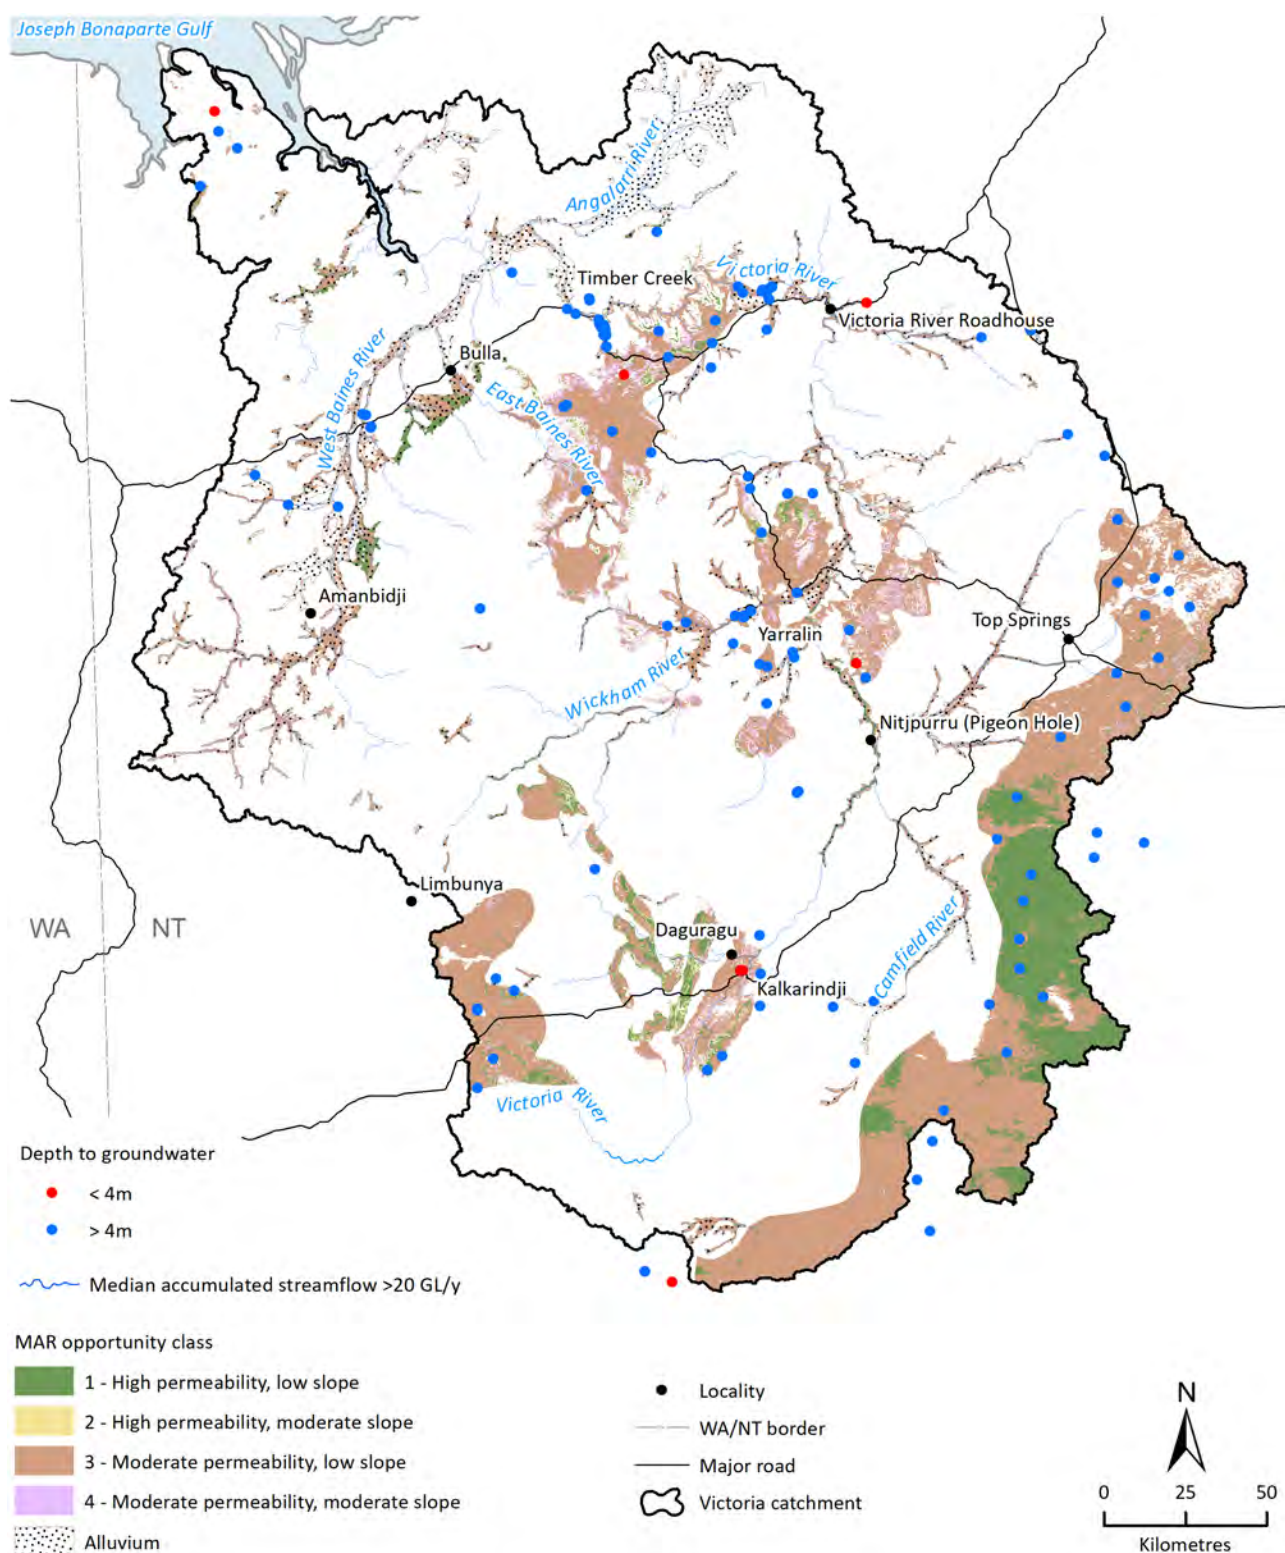 Joseph Bonaparte Gulf
Angalarri River
Timber Creek
Victoria River
Victoria River Roadhouse
Bulla
West Baines River
East Baines River
Amanbidji
Top Springs
Yarralin
Wickham River
Nitjpurru (Pigeon Hole)
Limbunya
WA
NT
Daguragu
Kalkarindji
Camfield River
Victoria River
Depth to groundwater
< 4m
> 4m
Median accumulated streamflow >20 GL/y
MAR opportunity class
1 - High permeability, low slope
2 - High permeability, moderate slope
3 - Moderate permeability, low slope
4 - Moderate permeability, moderate slope
Alluvium
Locality
WA/NT border
Major road
Victoria catchment
N
0 25 50
Kilometres